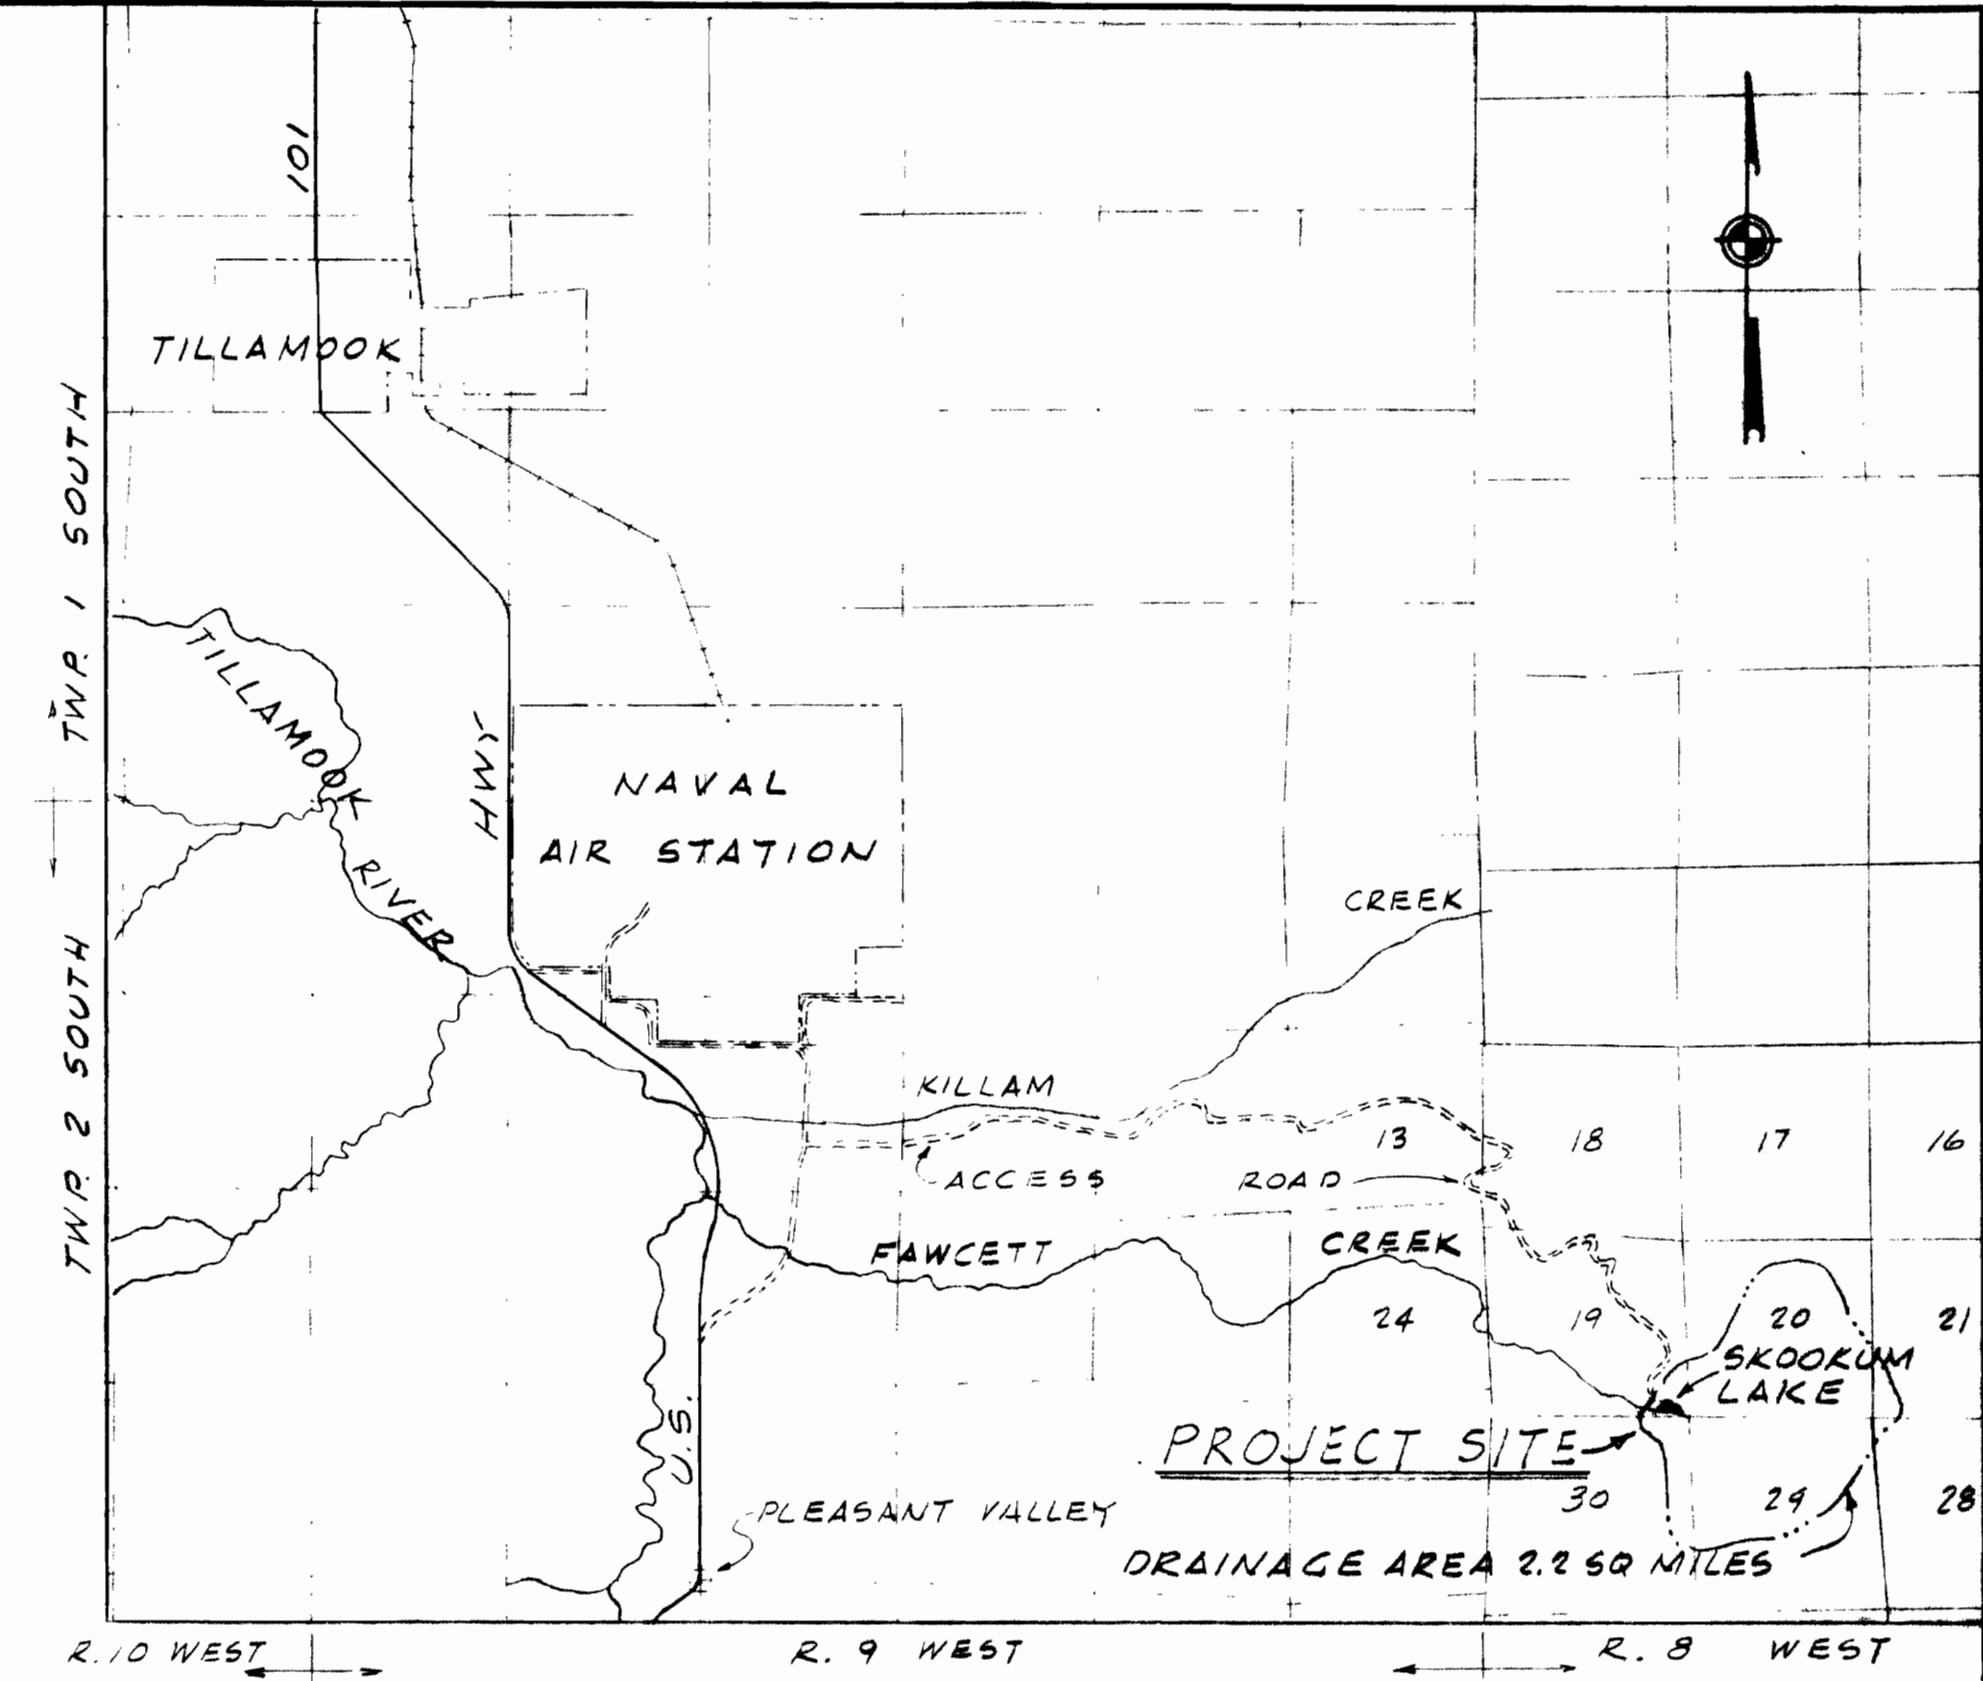 101
TILLAMOOK
TWP. 1 SOUTH
TILLAMOOK RIVER
HWY
NAVAL
AIR STATION
CREEK
TWP. 2 SOUTH
KILLAM
13 18 17 16
ACCESS ROAD
FAWCETT CREEK
24 19 20 21
SKOOKUM
LAKE
U.S.
PROJECT SITE
30 29 28
PLEASANT VALLEY
DRAINAGE AREA 2.2 SQ MILES
R. 10 WEST R. 9 WEST R. 8 WEST